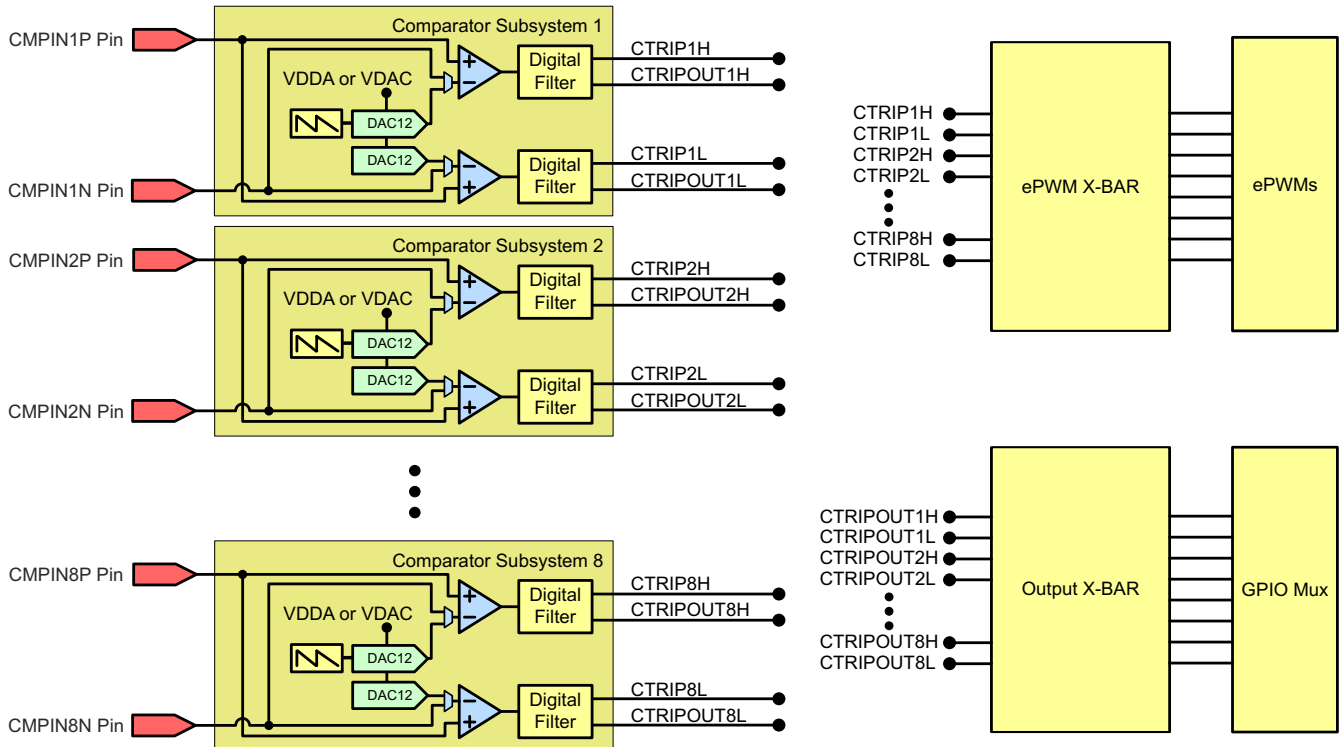 Comparator Subsystem 1
CMPIN1P Pin
VDDA or VDAC
DAC12
DAC12
+
−
Digital
Filter
CTRIP1H
CTRIPOUT1H
CMPIN1N Pin
−
+
Digital
Filter
CTRIP1L
CTRIPOUT1L
Comparator Subsystem 2
CMPIN2P Pin
VDDA or VDAC
DAC12
DAC12
+
−
Digital
Filter
CTRIP2H
CTRIPOUT2H
CMPIN2N Pin
−
+
Digital
Filter
CTRIP2L
CTRIPOUT2L
Comparator Subsystem 8
CMPIN8P Pin
VDDA or VDAC
DAC12
DAC12
+
−
Digital
Filter
CTRIP8H
CTRIPOUT8H
CMPIN8N Pin
−
+
Digital
Filter
CTRIP8L
CTRIPOUT8L
CTRIP1H
CTRIP1L
CTRIP2H
CTRIP2L
CTRIP8H
CTRIP8L
ePWM X-BAR
ePWMs
CTRIPOUT1H
CTRIPOUT1L
CTRIPOUT2H
CTRIPOUT2L
CTRIPOUT8H
CTRIPOUT8L
Output X-BAR
GPIO Mux